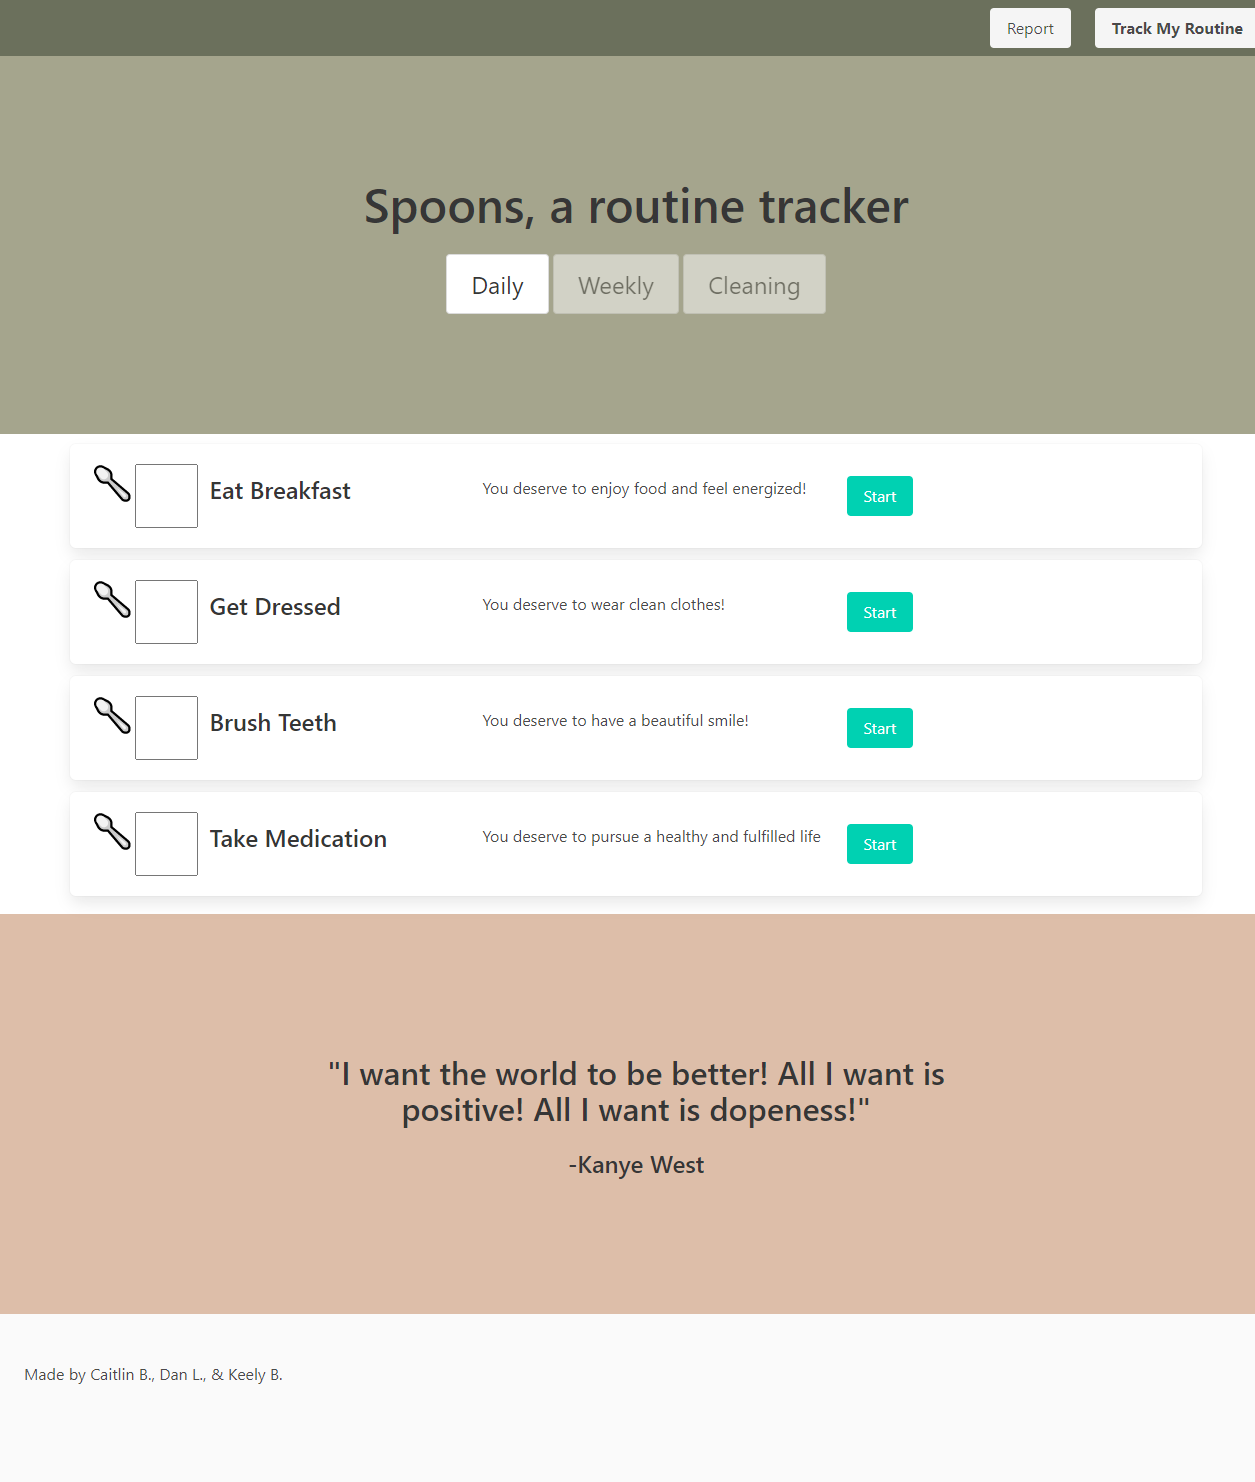 Report
Track My Routine
Spoons, a routine tracker
Daily
Weekly
Cleaning
Eat Breakfast
You deserve to enjoy food and feel energized!
Start
Get Dressed
You deserve to wear clean clothes!
Start
Brush Teeth
You deserve to have a beautiful smile!
Start
Take Medication
You deserve to pursue a healthy and fulfilled life
Start
"I want the world to be better! All I want is
positive! All I want is dopeness!"
-Kanye West
Made by Caitlin B., Dan L., & Keely B.